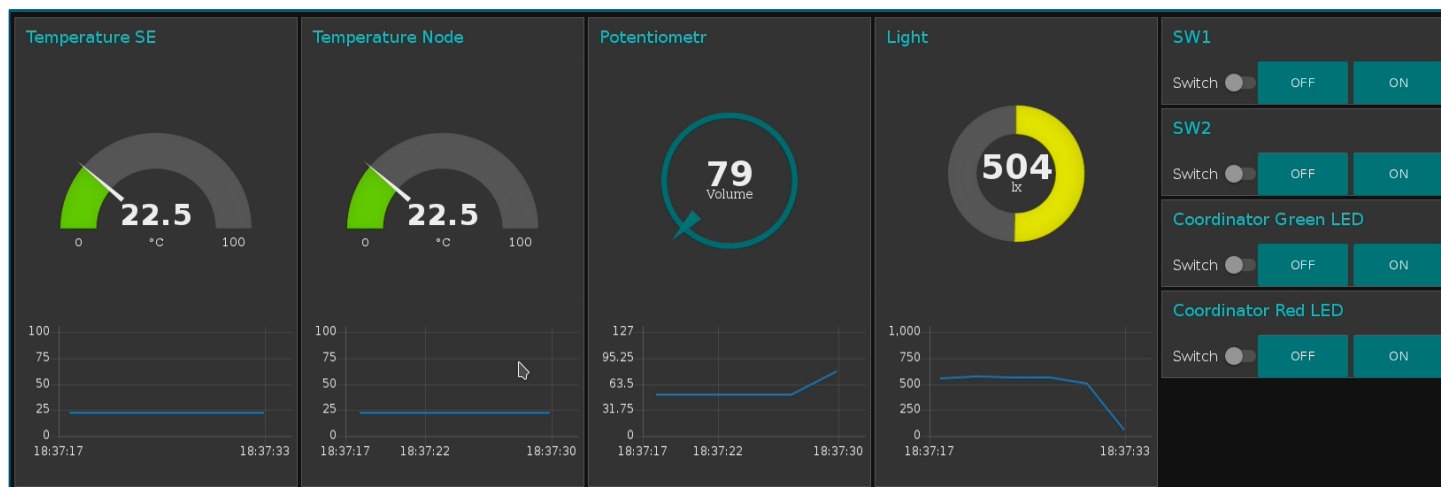 Temperature SE
22.5
0 °C 100
100
75
50
25
0
18:37:17 18:37:33
Temperature Node
22.5
0 °C 100
100
75
50
25
0
18:37:17 18:37:22 18:37:30
Potentiometr
79
Volume
127
95.25
63.5
31.75
0
18:37:17 18:37:22 18:37:30
Light
504
lx
1,000
750
500
250
0
18:37:17 18:37:33
SW1
Switch OFF ON
SW2
Switch OFF ON
Coordinator Green LED
Switch OFF ON
Coordinator Red LED
Switch OFF ON